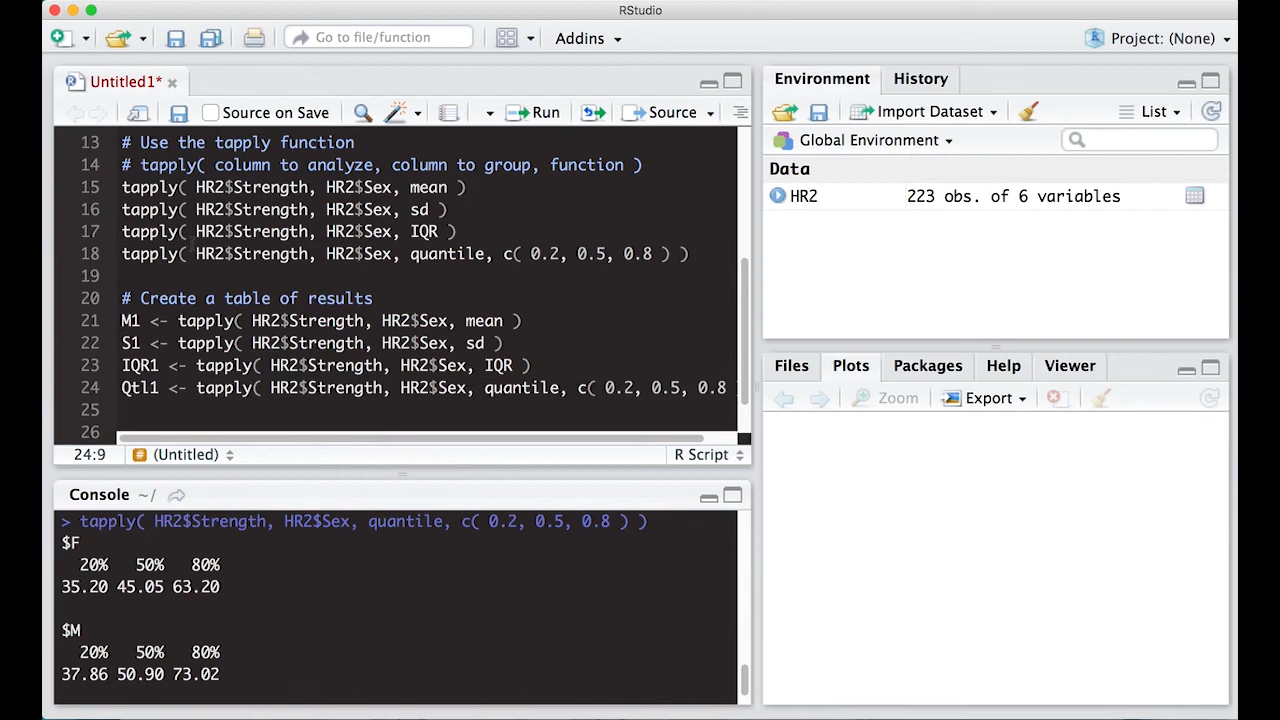 RStudio
Go to file/function
Addins
Project: (None)
Untitled1*
Source on Save
Run
Source
13 # Use the tapply function
14 # tapply( column to analyze, column to group, function )
15 tapply( HR2$Strength, HR2$Sex, mean )
16 tapply( HR2$Strength, HR2$Sex, sd )
17 tapply( HR2$Strength, HR2$Sex, IQR )
18 tapply( HR2$Strength, HR2$Sex, quantile, c( 0.2, 0.5, 0.8 ) )
19
20 # Create a table of results
21 M1 <- tapply( HR2$Strength, HR2$Sex, mean )
22 S1 <- tapply( HR2$Strength, HR2$Sex, sd )
23 IQR1 <- tapply( HR2$Strength, HR2$Sex, IQR )
24 Qtl1 <- tapply( HR2$Strength, HR2$Sex, quantile, c( 0.2, 0.5, 0.8
25
26
24:9
(Untitled)
R Script
Console ~/
> tapply( HR2$Strength, HR2$Sex, quantile, c( 0.2, 0.5, 0.8 ) )
$F
20% 50% 80%
35.20 45.05 63.20
$M
20% 50% 80%
37.86 50.90 73.02
Environment History
Import Dataset
List
Global Environment
Data
HR2 223 obs. of 6 variables
Files Plots Packages Help Viewer
Zoom Export